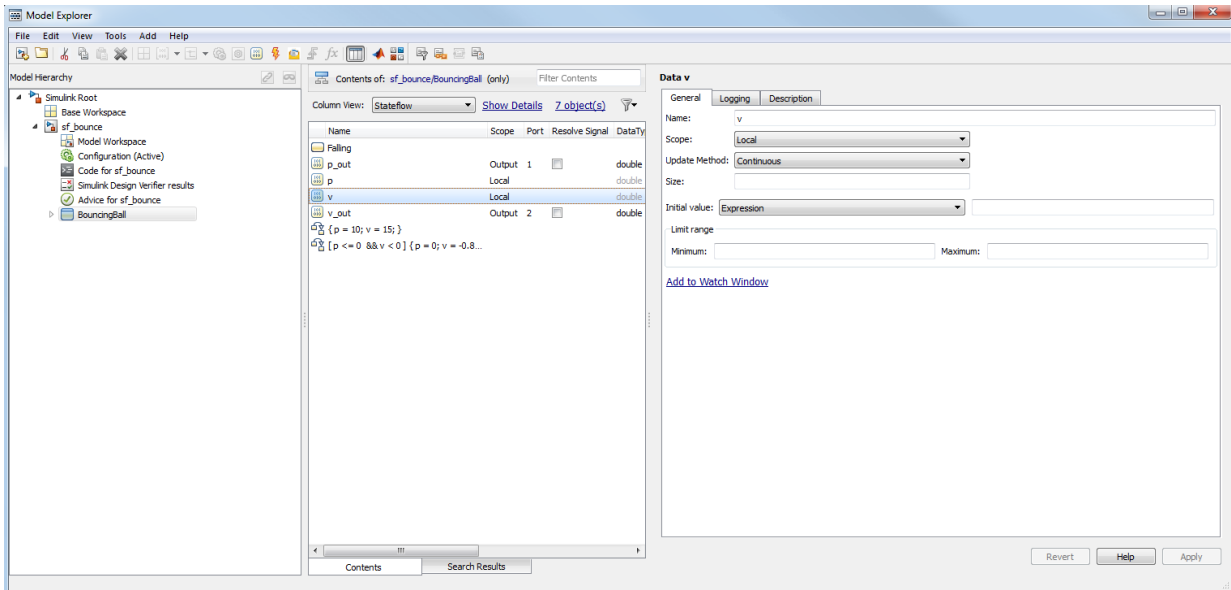 Model Explorer
File Edit View Tools Add Help
Model Hierarchy
Simulink Root
Base Workspace
sf_bounce
Model Workspace
Configuration (Active)
Code for sf_bounce
Simulink Design Verifier results
Advice for sf_bounce
BouncingBall
Contents of: sf_bounce/BouncingBall (only) Filter Contents
Column View: Stateflow Show Details 7 object(s)
Name Scope Port Resolve Signal DataTy
Falling
p_out Output 1 double
p Local double
v Local double
v_out Output 2 double
{ p = 10; v = 15; }
[ p <= 0 && v < 0 ] { p = 0; v = -0.8...
Contents Search Results
Data v
General Logging Description
Name: v
Scope: Local
Update Method: Continuous
Size:
Initial value: Expression
Limit range
Minimum: Maximum:
Add to Watch Window
Revert Help Apply